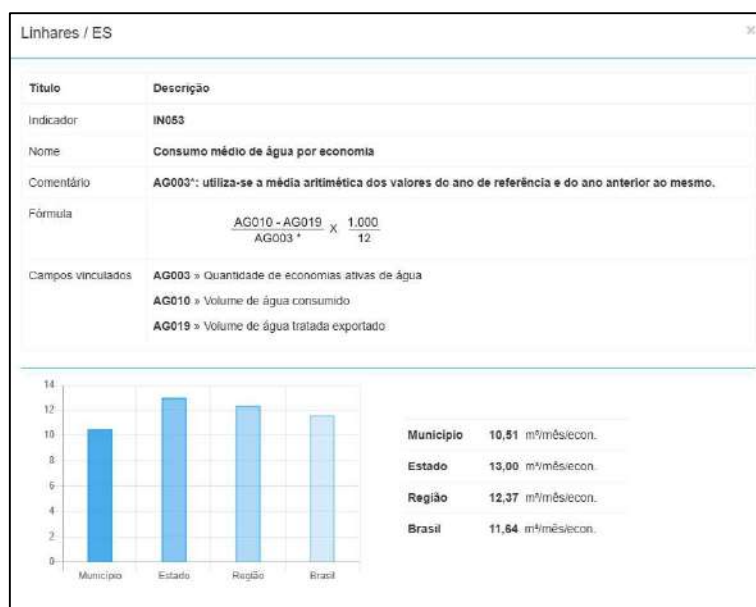 Linhares / ES
×
Título Descrição
Indicador IN053
Nome Consumo médio de água por economia
Comentário AG003*: utiliza-se a média aritmética dos valores do ano de referência e do ano anterior ao mesmo.
Fórmula
AG010 - AG019 X 1.000
AG003 * 12
Campos vinculados AG003 » Quantidade de economias ativas de água
AG010 » Volume de água consumido
AG019 » Volume de água tratada exportado
14
12
10
8
6
4
2
0
Município Estado Região Brasil
Município 10,51 m³/mês/econ.
Estado 13,00 m³/mês/econ.
Região 12,37 m³/mês/econ.
Brasil 11,64 m³/mês/econ.